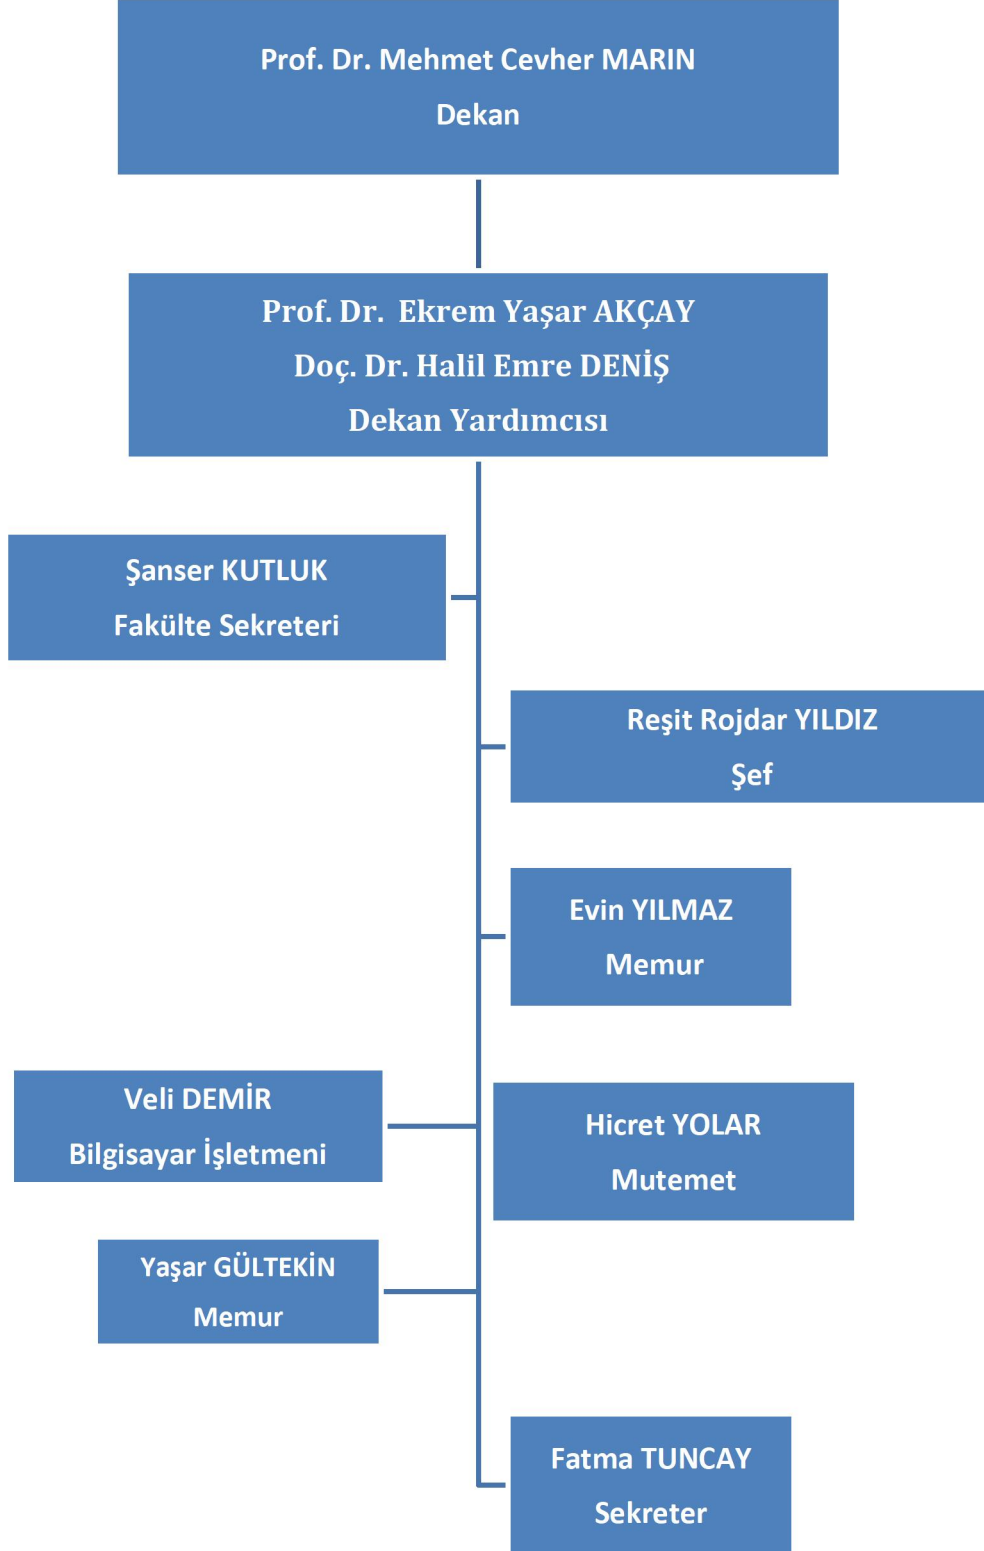 Prof. Dr. Mehmet Cevher MARIN
Dekan
Prof. Dr. Ekrem Yaşar AKÇAY
Doç. Dr. Halil Emre DENİŞ
Dekan Yardımcısı
Şanser KUTLUK
Fakülte Sekreteri
Reşit Rojdar YILDIZ
Şef
Evin YILMAZ
Memur
Veli DEMİR
Bilgisayar İşletmeni
Hicret YOLAR
Mutemet
Yaşar GÜLTEKİN
Memur
Fatma TUNCAY
Sekreter